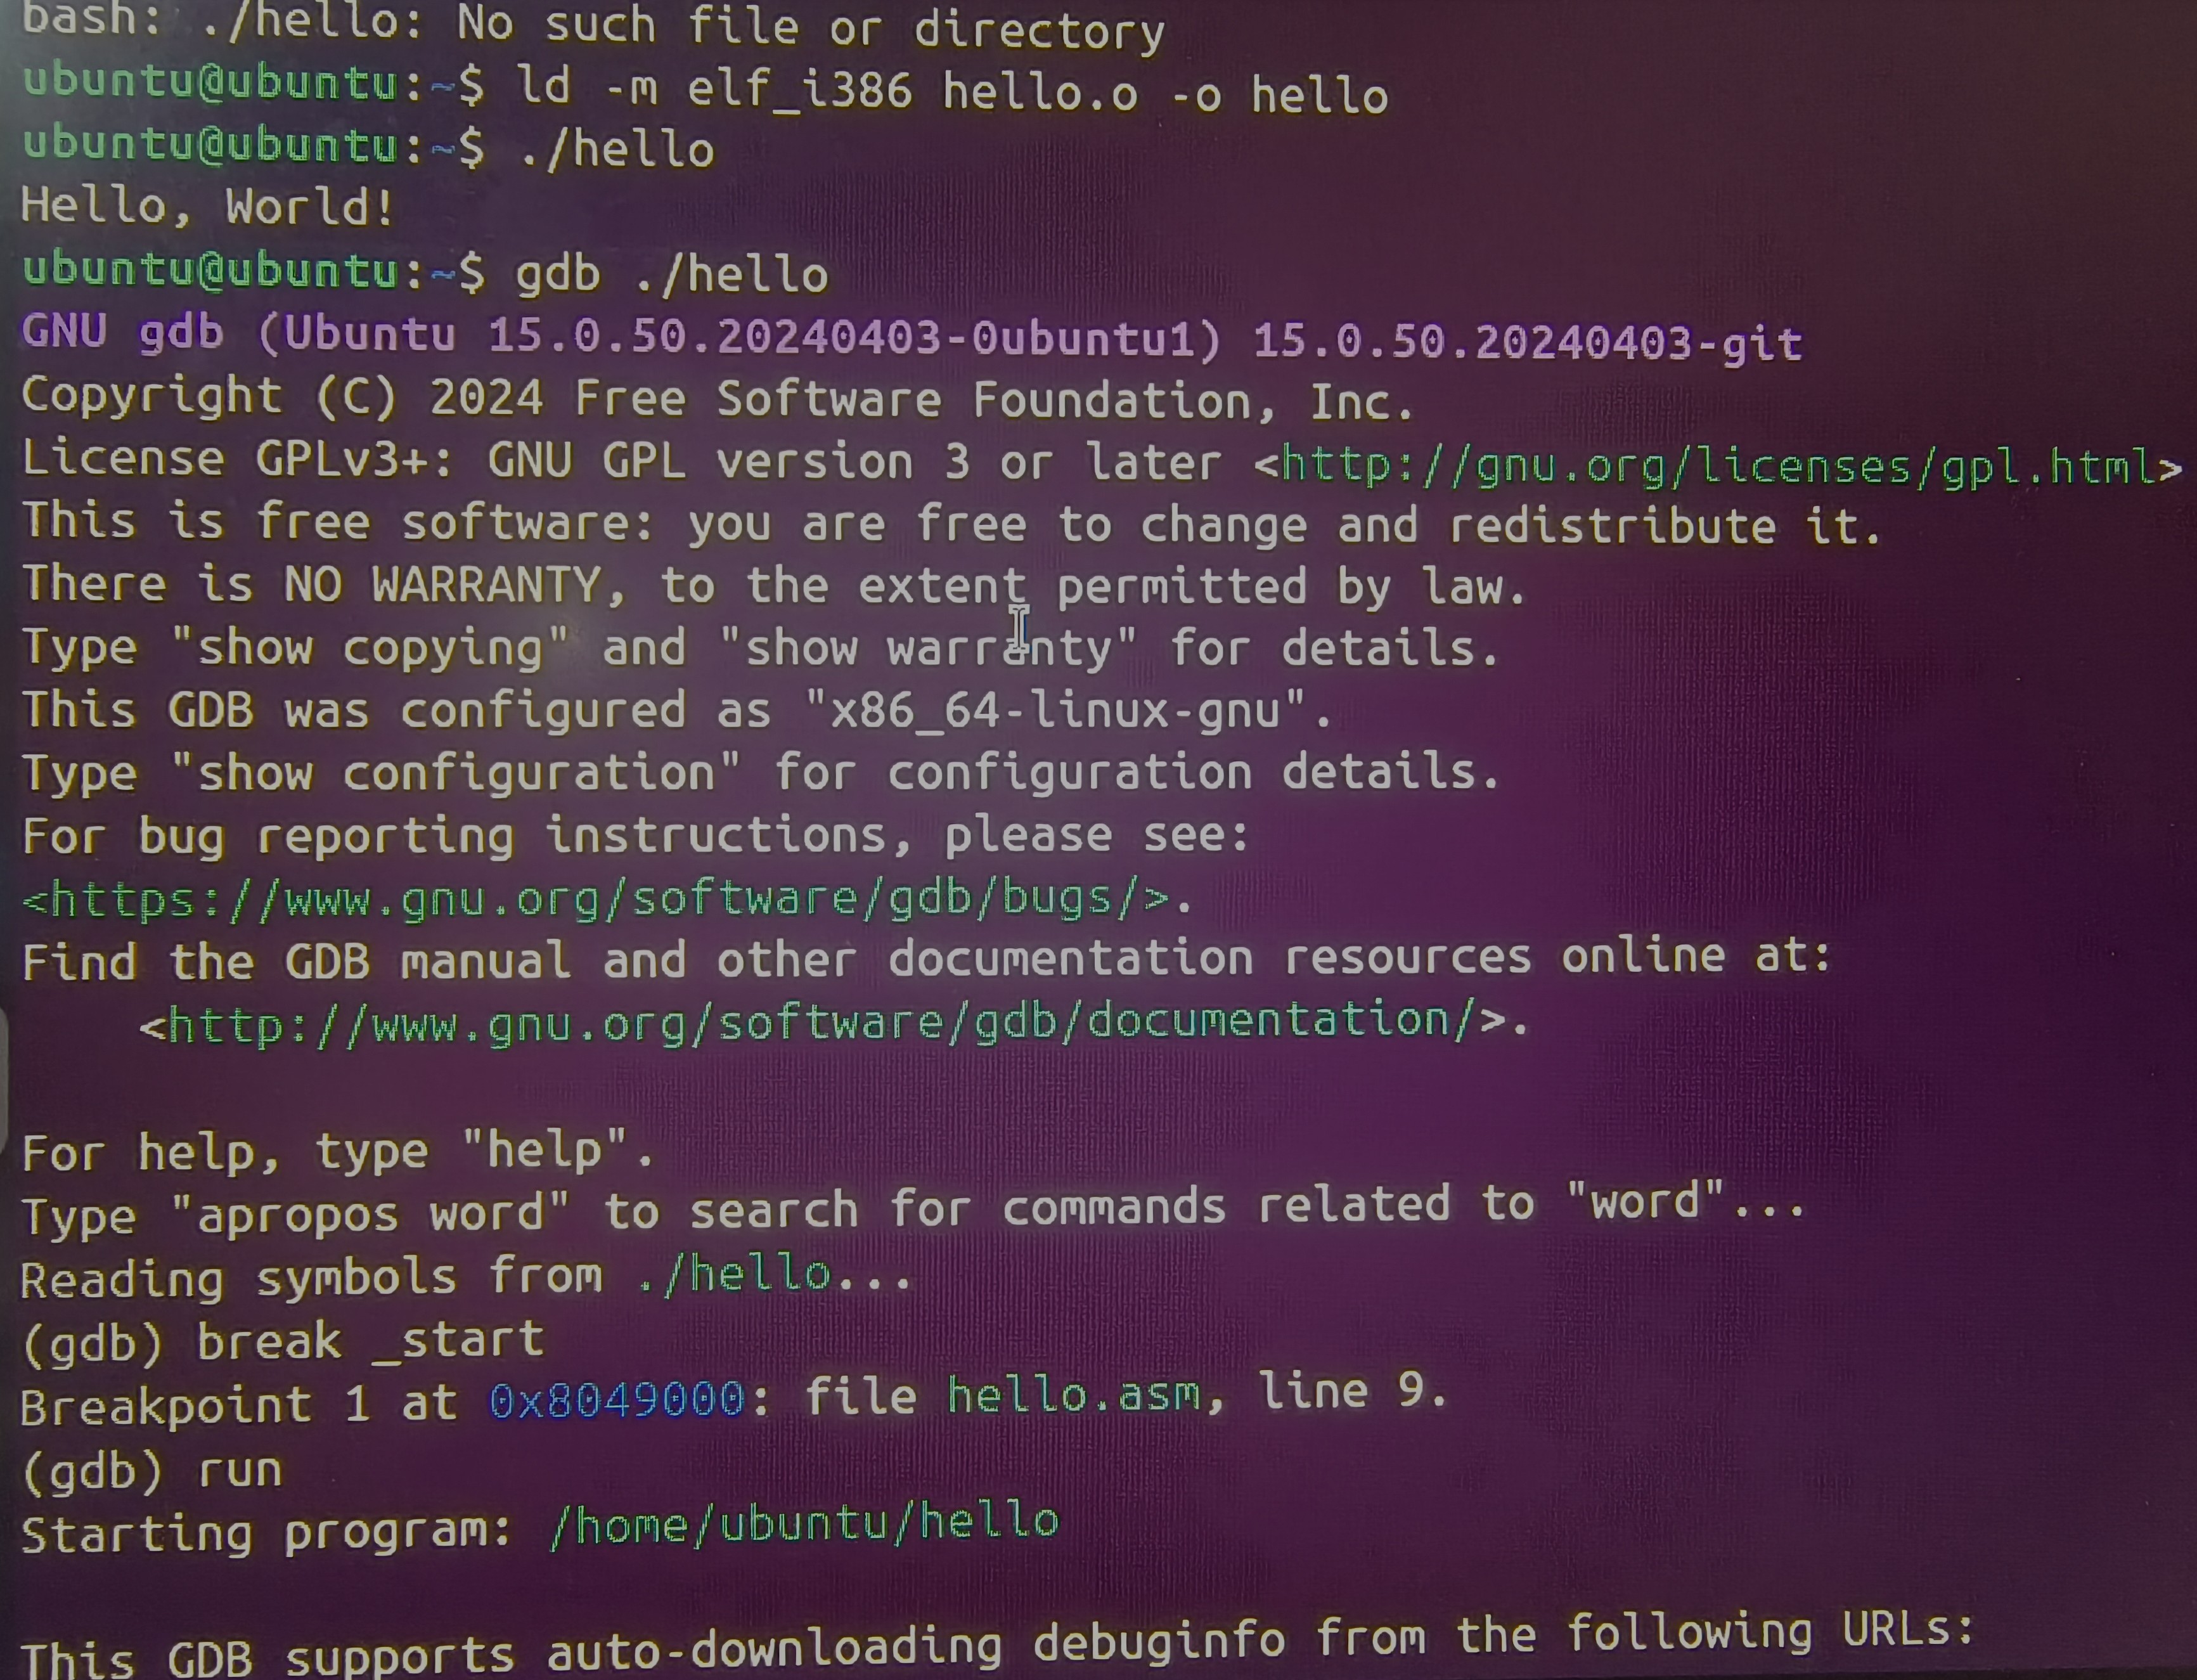 bash: ./hello: No such file or directory
ubuntu@ubuntu:~$ ld -m elf_i386 hello.o -o hello
ubuntu@ubuntu:~$ ./hello
Hello, World!
ubuntu@ubuntu:~$ gdb ./hello
GNU gdb (Ubuntu 15.0.50.20240403-0ubuntu1) 15.0.50.20240403-git
Copyright (C) 2024 Free Software Foundation, Inc.
License GPLv3+: GNU GPL version 3 or later <http://gnu.org/licenses/gpl.html>
This is free software: you are free to change and redistribute it.
There is NO WARRANTY, to the extent permitted by law.
Type "show copying" and "show warranty" for details.
This GDB was configured as "x86_64-linux-gnu".
Type "show configuration" for configuration details.
For bug reporting instructions, please see:
<https://www.gnu.org/software/gdb/bugs/>.
Find the GDB manual and other documentation resources online at:
    <http://www.gnu.org/software/gdb/documentation/>.

For help, type "help".
Type "apropos word" to search for commands related to "word"...
Reading symbols from ./hello...
(gdb) break _start
Breakpoint 1 at 0x8049000: file hello.asm, line 9.
(gdb) run
Starting program: /home/ubuntu/hello

This GDB supports auto-downloading debuginfo from the following URLs: